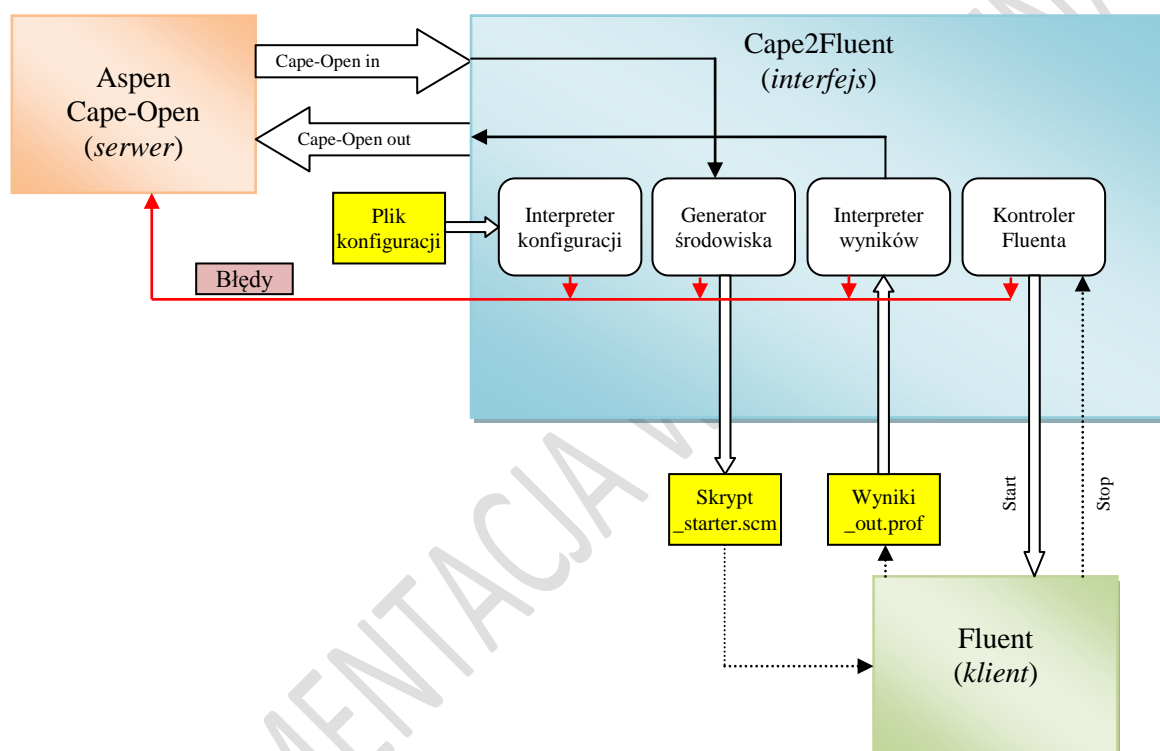 Aspen
Cape-Open
(serwer)
Cape-Open in
Cape-Open out
Cape2Fluent
(interfejs)
Plik
konfiguracji
Interpreter
konfiguracji
Generator
środowiska
Interpreter
wyników
Kontroler
Fluenta
Błędy
Skrypt
_starter.scm
Wyniki
_out.prof
Start
Stop
Fluent
(klient)